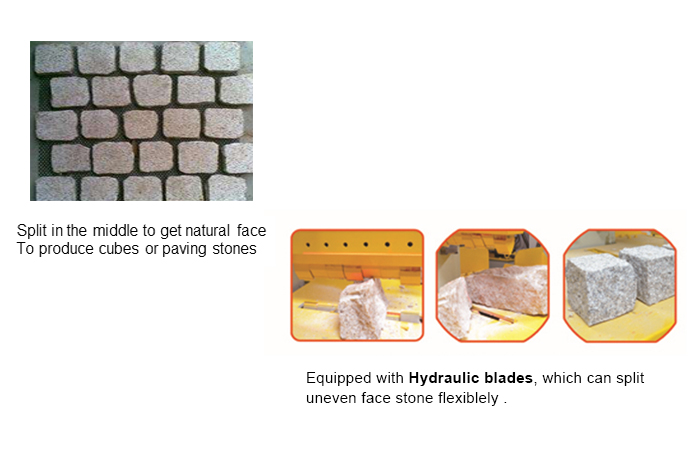 Split in the middle to get natural face
To produce cubes or paving stones
Equipped with Hydraulic blades, which can split
uneven face stone flexiblely .